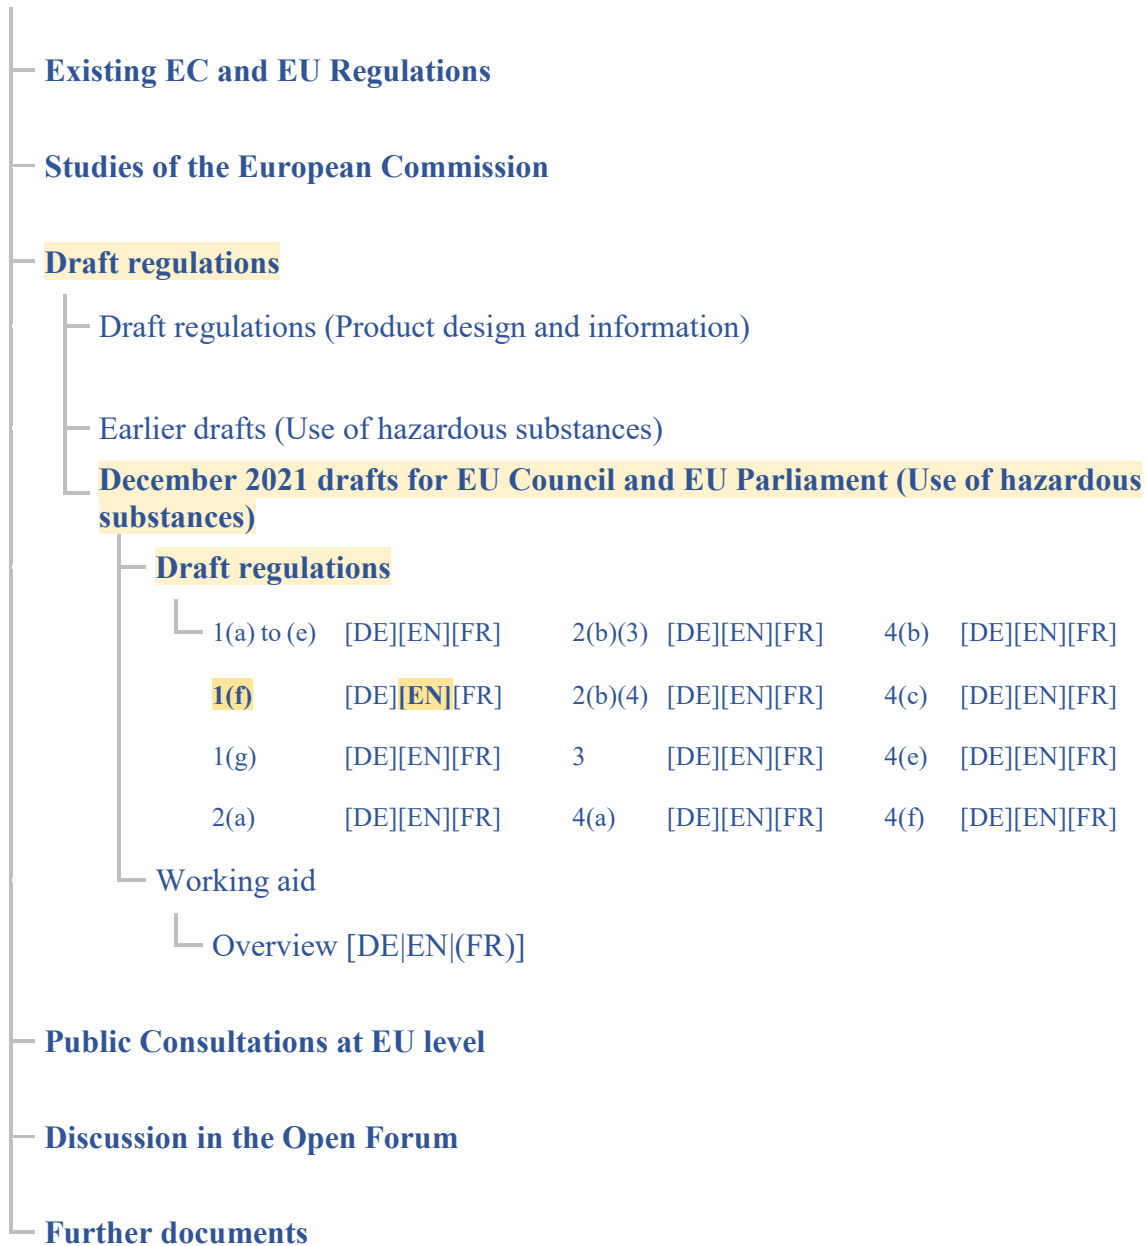 Existing EC and EU Regulations
Studies of the European Commission
Draft regulations
Draft regulations (Product design and information)
Earlier drafts (Use of hazardous substances)
December 2021 drafts for EU Council and EU Parliament (Use of hazardous
substances)
Draft regulations
1(a) to (e) [DE][EN][FR] 2(b)(3) [DE][EN][FR] 4(b) [DE][EN][FR]
1(f) [DE][EN][FR] 2(b)(4) [DE][EN][FR] 4(c) [DE][EN][FR]
1(g) [DE][EN][FR] 3 [DE][EN][FR] 4(e) [DE][EN][FR]
2(a) [DE][EN][FR] 4(a) [DE][EN][FR] 4(f) [DE][EN][FR]
Working aid
Overview [DE|EN|(FR)]
Public Consultations at EU level
Discussion in the Open Forum
Further documents